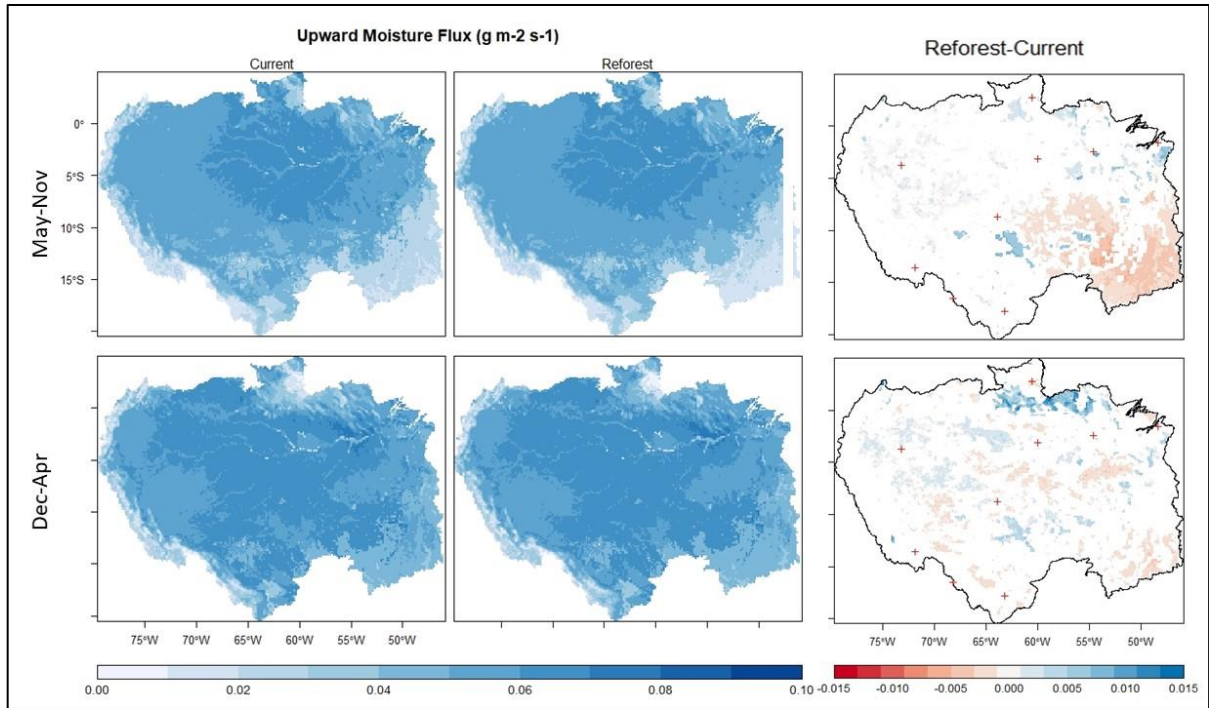 Upward Moisture Flux (g m-2 s-1)
Current
Reforest
Reforest-Current
May-Nov
0°
5°S
10°S
15°S
Dec-Apr
75°W 70°W 65°W 60°W 55°W 50°W
75°W 70°W 65°W 60°W 55°W 50°W
0.00 0.02 0.04 0.06 0.08 0.10
-0.015 -0.010 -0.005 0.000 0.005 0.010 0.015